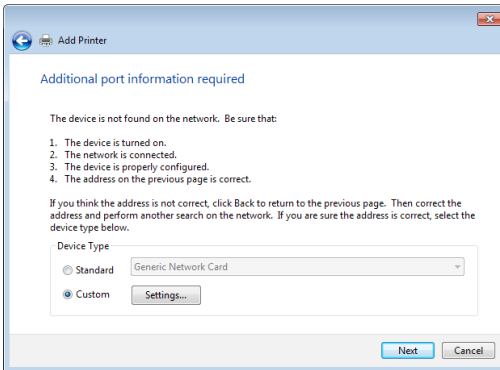 Add Printer
Additional port information required
The device is not found on the network. Be sure that:
1. The device is turned on.
2. The network is connected.
3. The device is properly configured.
4. The address on the previous page is correct.
If you think the address is not correct, click Back to return to the previous page. Then correct the
address and perform another search on the network. If you are sure the address is correct, select the
device type below.
Device Type
Standard Generic Network Card
Custom Settings...
Next Cancel